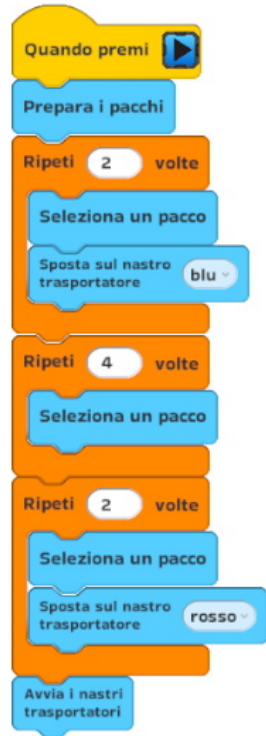 Quando premi
Prepara i pacchi
Ripeti 2 volte
Seleziona un pacco
Sposta sul nastro
trasportatore blu
Ripeti 4 volte
Seleziona un pacco
Ripeti 2 volte
Seleziona un pacco
Sposta sul nastro
trasportatore rosso
Avvia i nastri
trasportatori